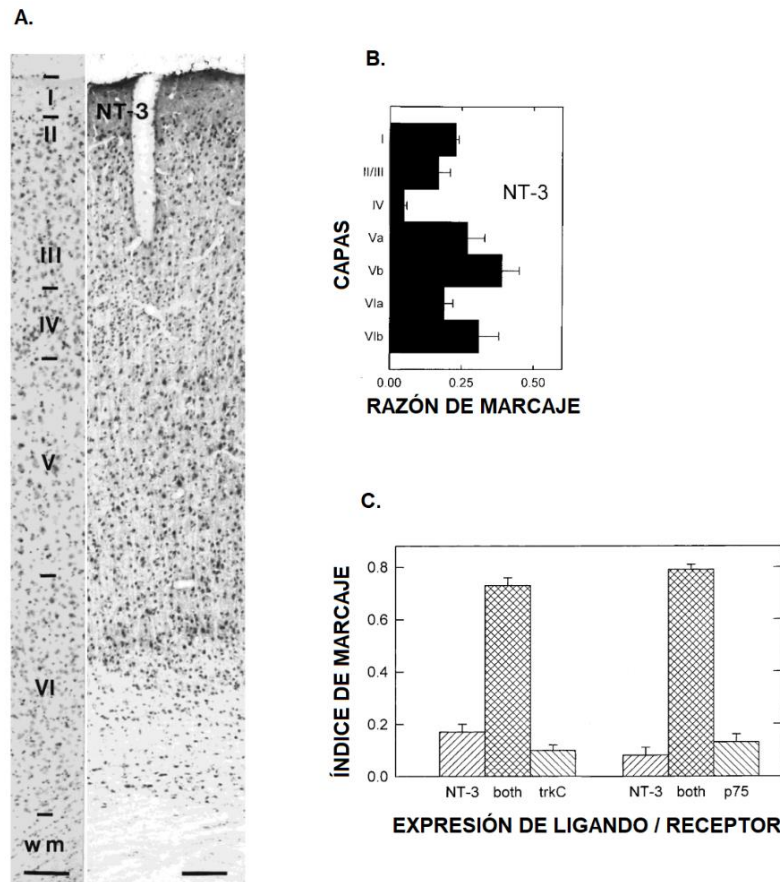 A.
I
II
III
IV
V
VI
wm
NT-3
B.
CAPAS
I
II/III
IV
Va
Vb
VIa
VIb
NT-3
0.00 0.25 0.50
RAZÓN DE MARCAJE
C.
ÍNDICE DE MARCAJE
0.8
0.6
0.4
0.2
0.0
NT-3 both trkC NT-3 both p75
EXPRESIÓN DE LIGANDO / RECEPTOR